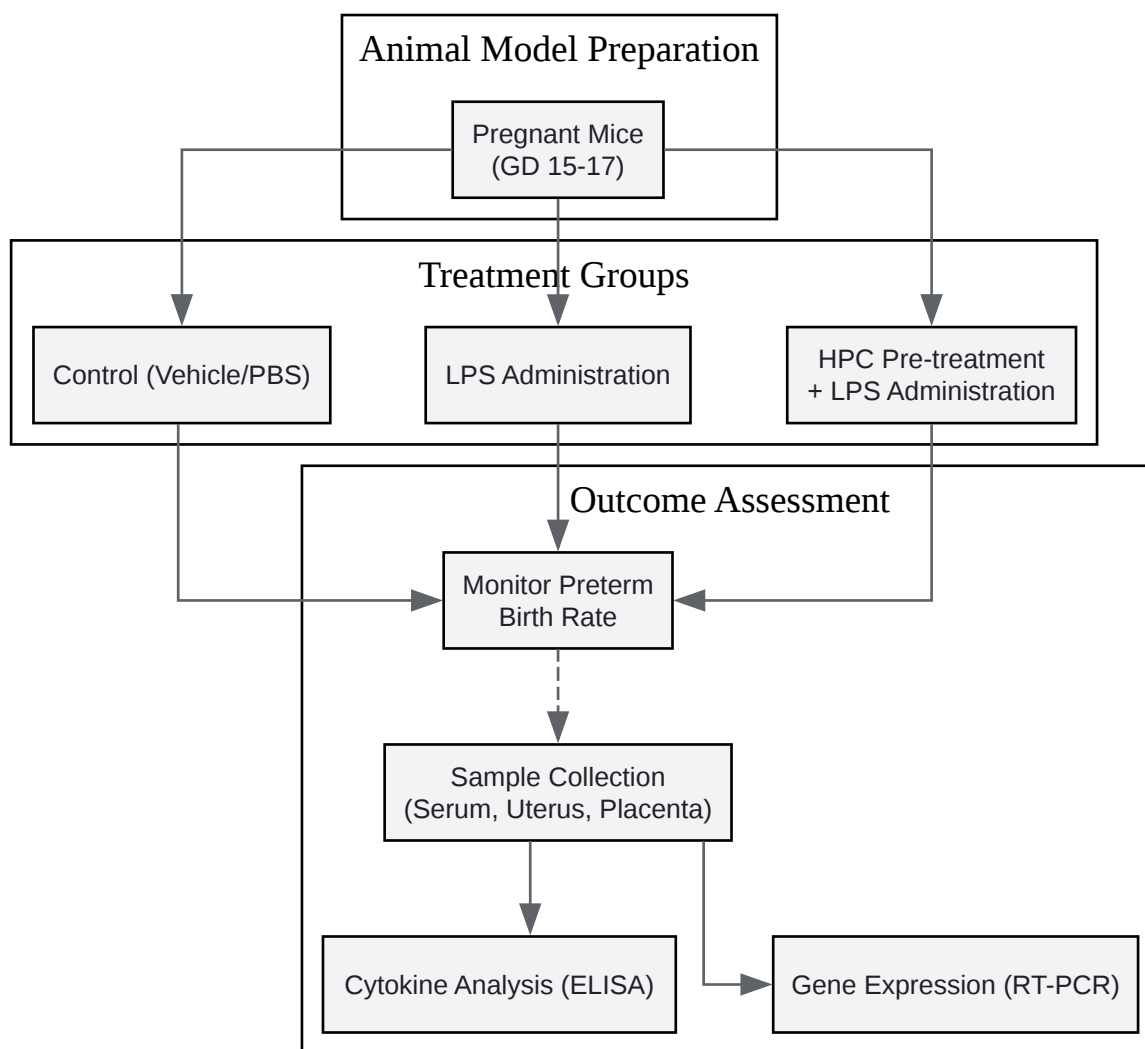 Animal Model Preparation
Pregnant Mice
(GD 15-17)
Treatment Groups
Control (Vehicle/PBS)
LPS Administration
HPC Pre-treatment
+ LPS Administration
Outcome Assessment
Monitor Preterm
Birth Rate
Sample Collection
(Serum, Uterus, Placenta)
Cytokine Analysis (ELISA)
Gene Expression (RT-PCR)